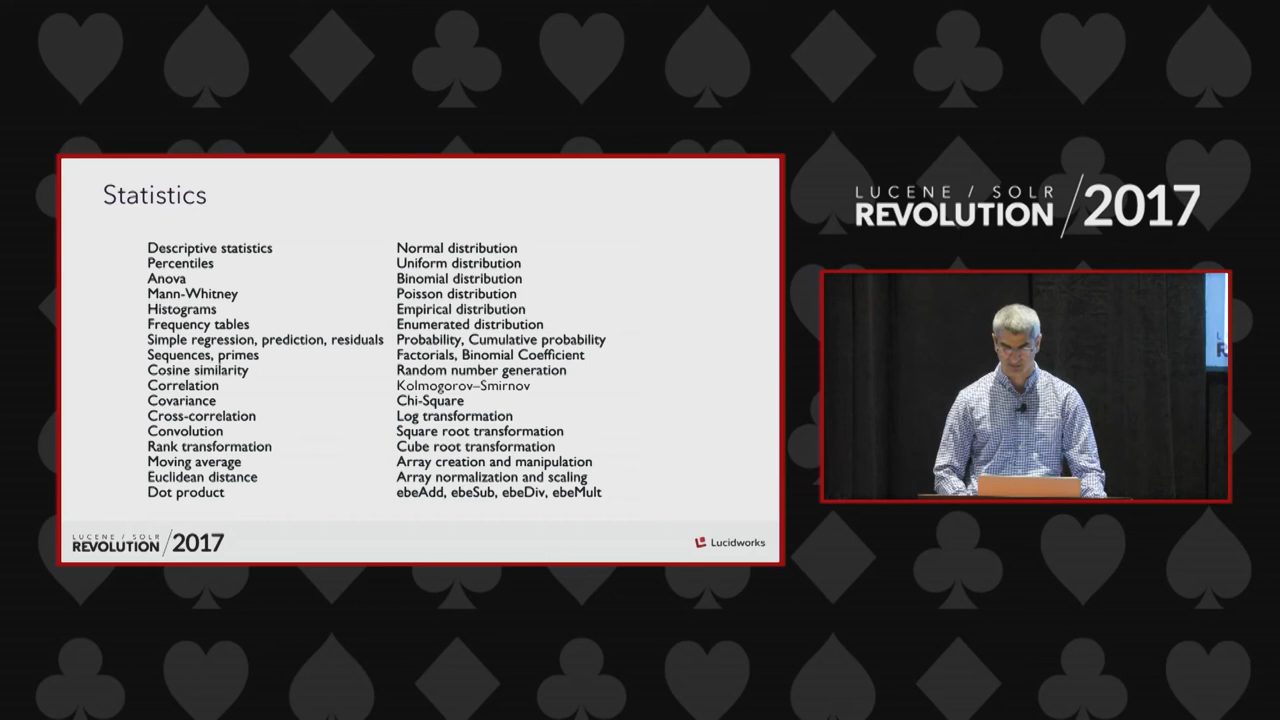 Statistics
Descriptive statistics
Percentiles
Anova
Mann-Whitney
Histograms
Frequency tables
Simple regression, prediction, residuals
Sequences, primes
Cosine similarity
Correlation
Covariance
Cross-correlation
Convolution
Rank transformation
Moving average
Euclidean distance
Dot product
Normal distribution
Uniform distribution
Binomial distribution
Poisson distribution
Empirical distribution
Enumerated distribution
Probability, Cumulative probability
Factorials, Binomial Coefficient
Random number generation
Kolmogorov–Smirnov
Chi-Square
Log transformation
Square root transformation
Cube root transformation
Array creation and manipulation
Array normalization and scaling
ebeAdd, ebeSub, ebeDiv, ebeMult
LUCENE / SOLR
REVOLUTION / 2017
Lucidworks
LUCENE / SOLR
REVOLUTION / 2017